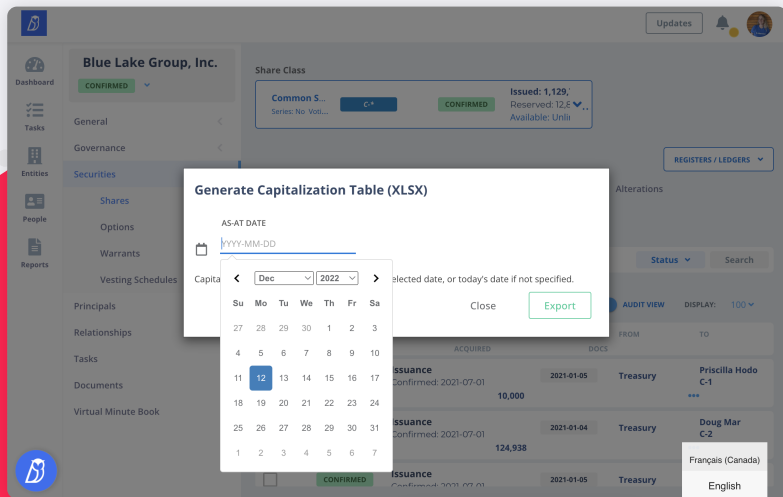 Updates
Dashboard
Tasks
Entities
People
Reports
Blue Lake Group, Inc.
CONFIRMED
General
Governance
Securities
Shares
Options
Warrants
Vesting Schedules
Principals
Relationships
Tasks
Documents
Virtual Minute Book
Share Class
Common S...
Series: No Voti...
C-*
CONFIRMED
Issued: 1,129,
Reserved: 12,8
Available: Unli
REGISTERS / LEDGERS
Alterations
Status
Search
AUDIT VIEW DISPLAY: 100
Generate Capitalization Table (XLSX)
AS-AT DATE
YYYY-MM-DD
Capita
elected date, or today's date if not specified.
Close
Export
Dec 2022
Su Mo Tu We Th Fr Sa
27 28 29 30 1 2 3
4 5 6 7 8 9 10
11 12 13 14 15 16 17
18 19 20 21 22 23 24
25 26 27 28 29 30 31
1 2 3 4 5 6 7
ACQUIRED DOCS FROM TO
Issuance
Confirmed: 2021-07-01
10,000
2021-01-05
Treasury
Priscilla Hodo
C-1
Issuance
Confirmed: 2021-07-01
124,938
2021-01-04
Treasury
Doug Mar
C-2
CONFIRMED
Issuance
2021-01-05
Treasury
Français (Canada)
English